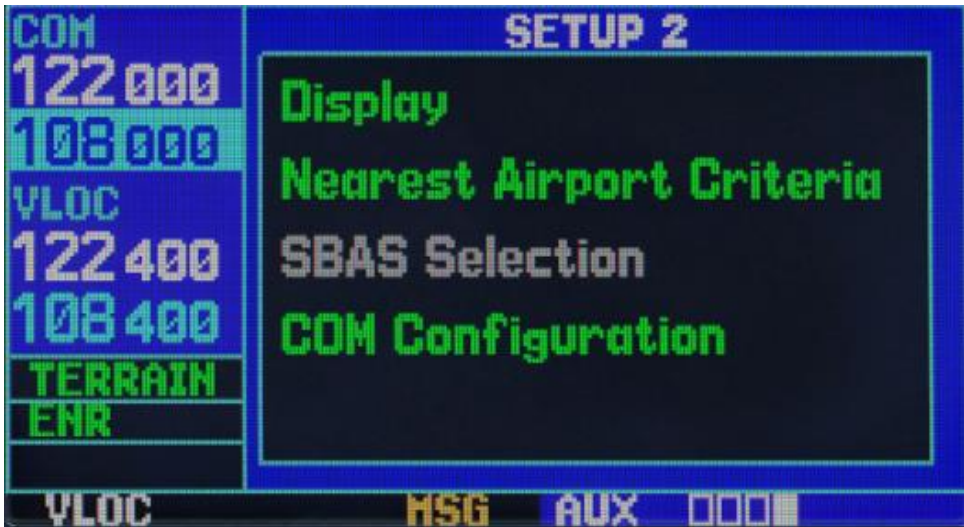 COM
122000
108000
VLOC
122400
108400
TERRAIN
ENR
SETUP 2
Display
Nearest Airport Criteria
SBAS Selection
COM Configuration
VLOC
MSG
AUX